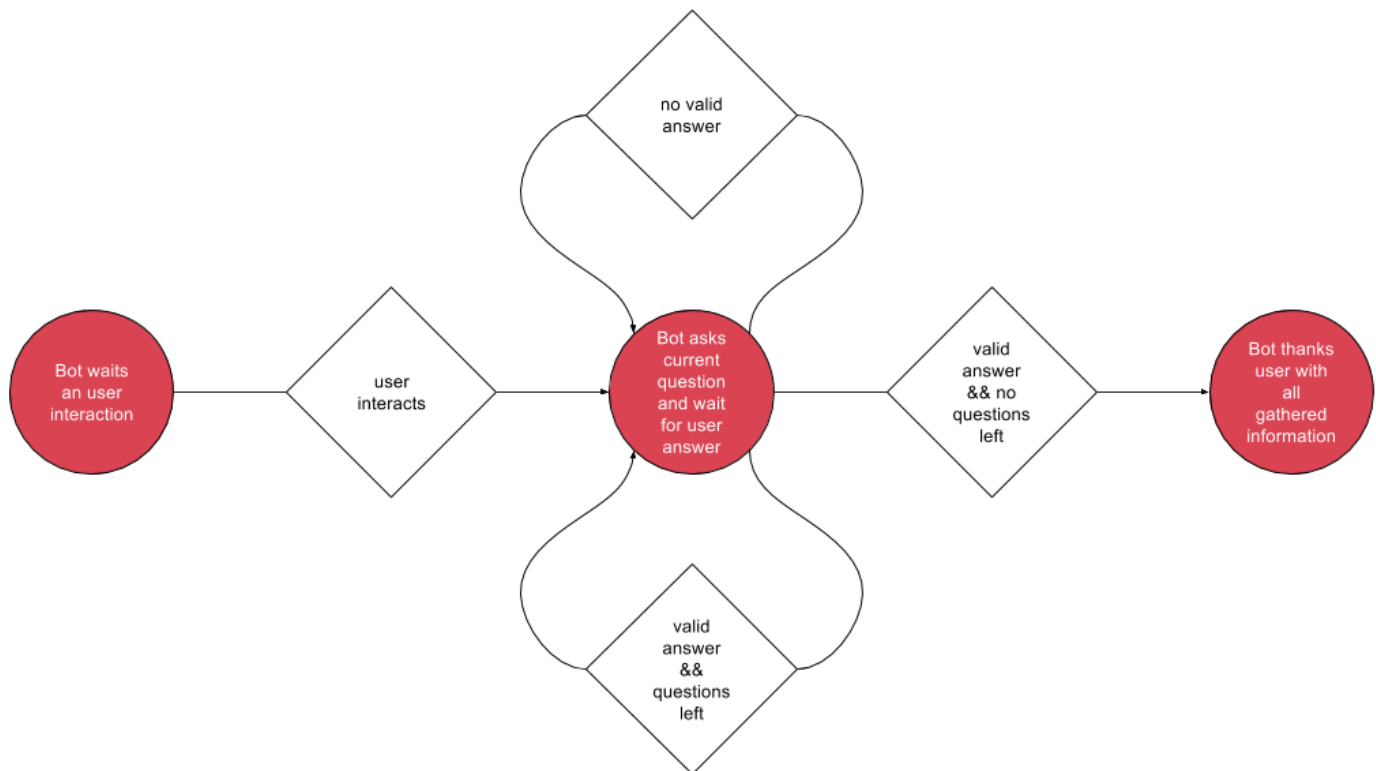 no valid
answer
Bot waits
an user
interaction
user
interacts
Bot asks
current
question
and wait
for user
answer
valid
answer
&& no
questions
left
Bot thanks
user with
all
gathered
information
valid
answer
&&
questions
left